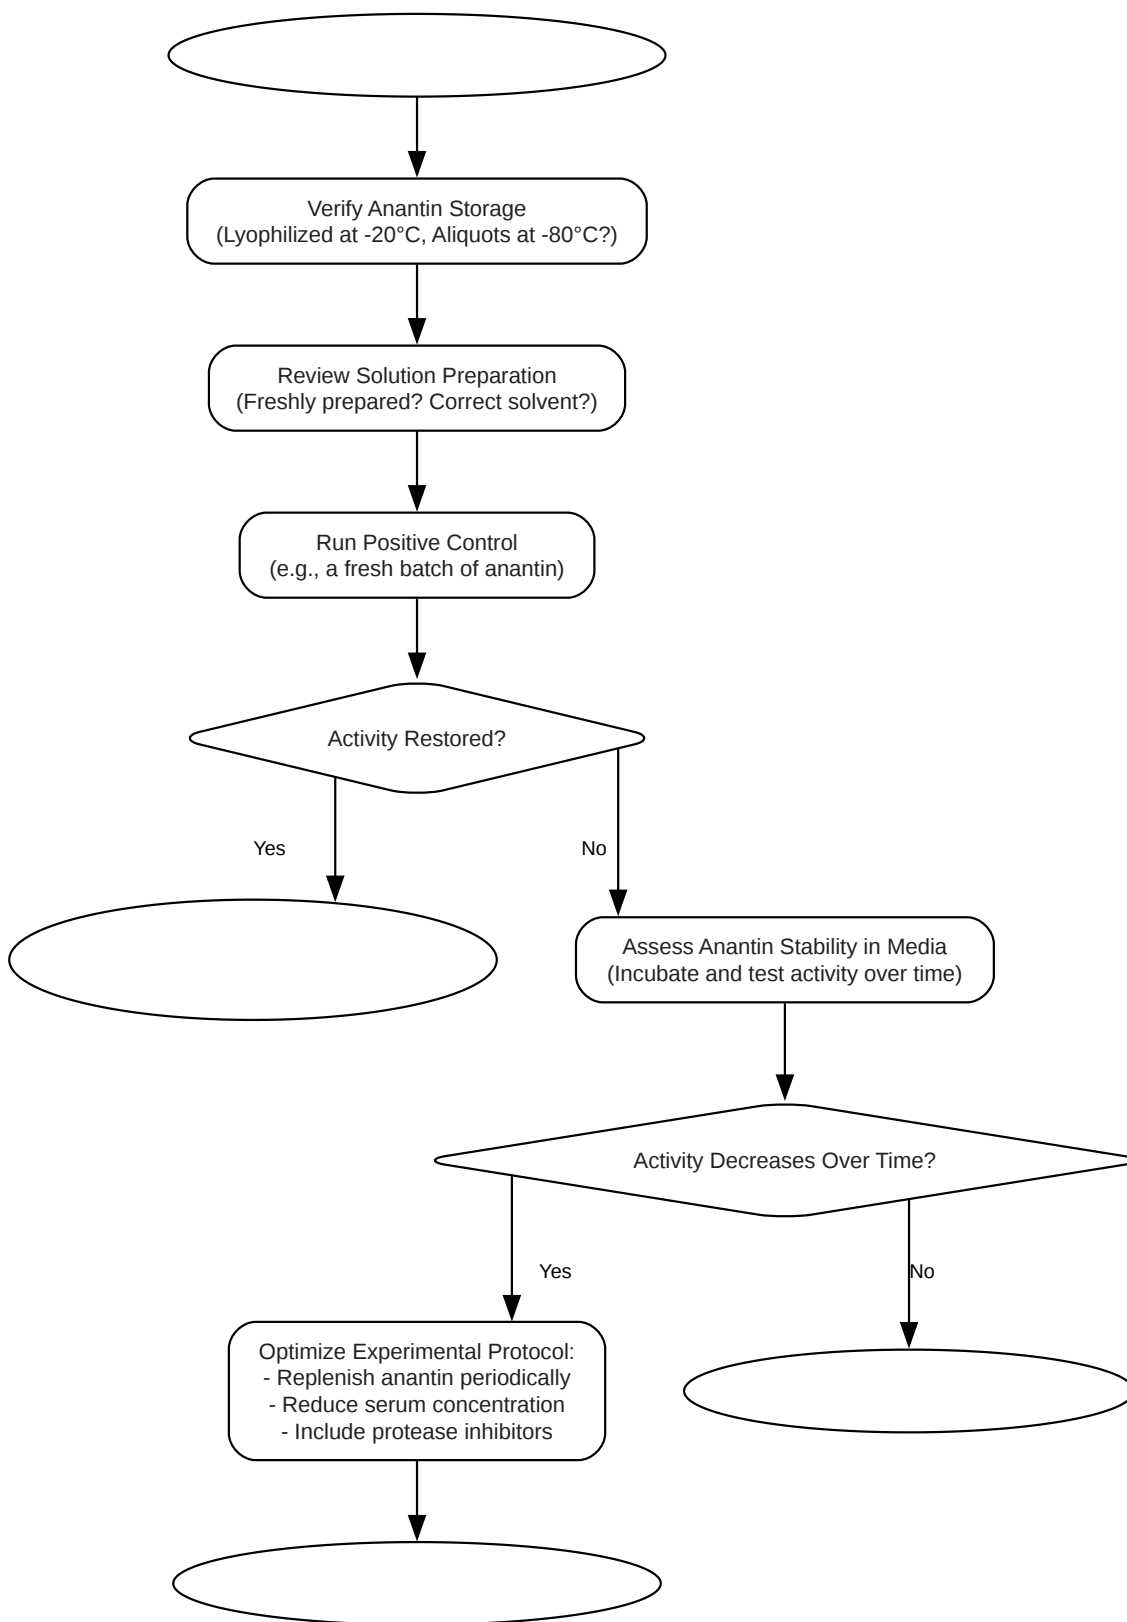 Verify Anantin Storage
(Lyophilized at -20°C, Aliquots at -80°C?)
Review Solution Preparation
(Freshly prepared? Correct solvent?)
Run Positive Control
(e.g., a fresh batch of anantin)
Activity Restored?
Yes
No
Assess Anantin Stability in Media
(Incubate and test activity over time)
Activity Decreases Over Time?
Yes
No
Optimize Experimental Protocol:
- Replenish anantin periodically
- Reduce serum concentration
- Include protease inhibitors